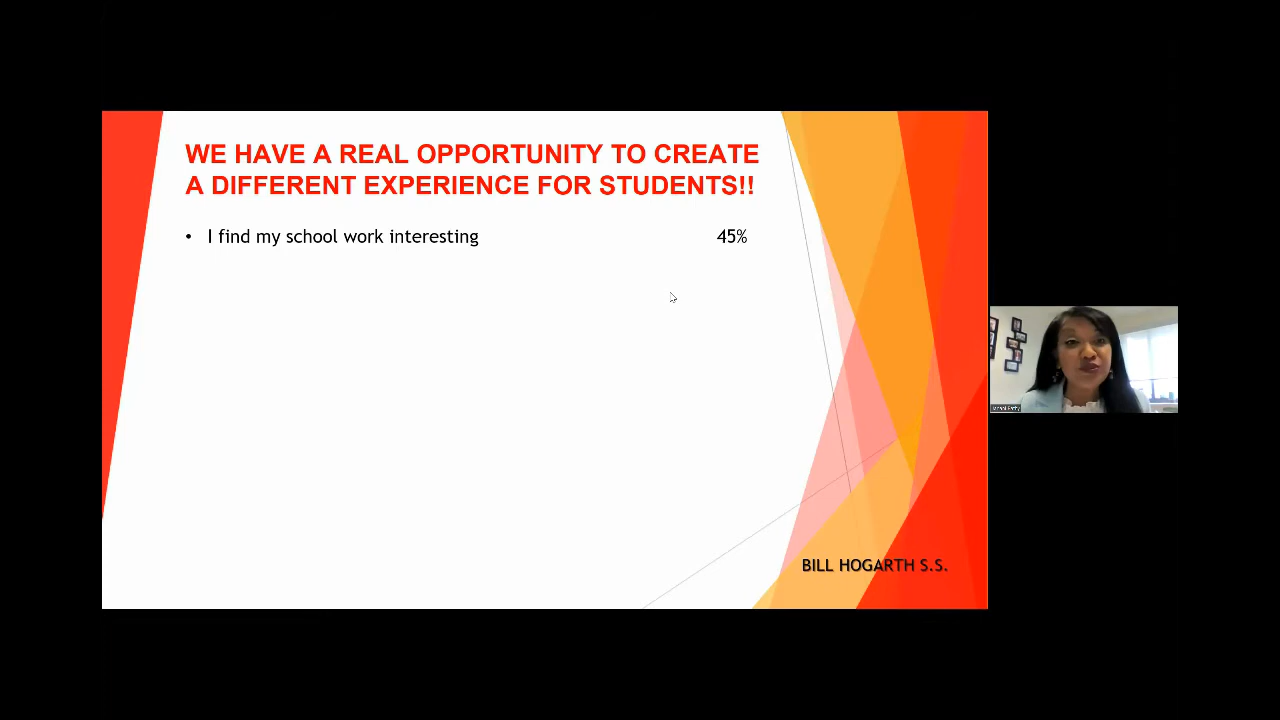 WE HAVE A REAL OPPORTUNITY TO CREATE
A DIFFERENT EXPERIENCE FOR STUDENTS!!
• I find my school work interesting 45%
BILL HOGARTH S.S.